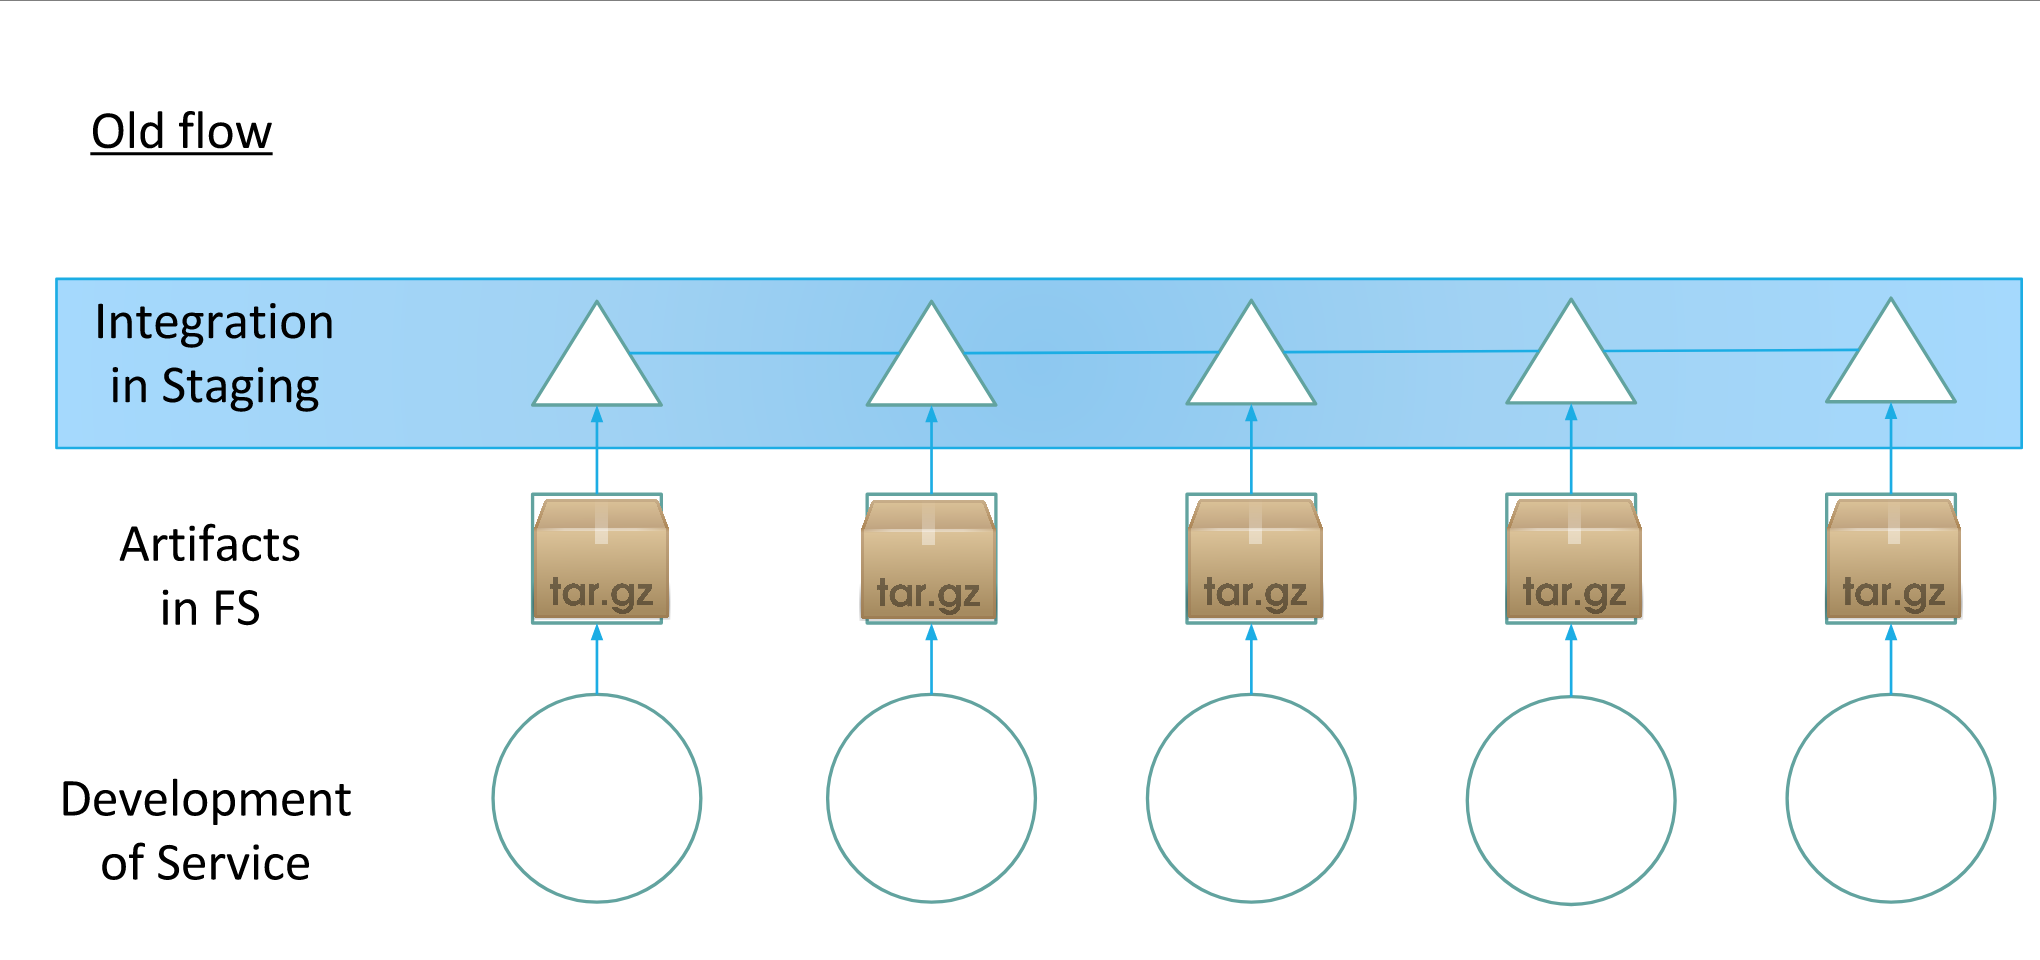 Old flow
Integration
in Staging
Artifacts
in FS
tar.gz
tar.gz
tar.gz
tar.gz
tar.gz
Development
of Service